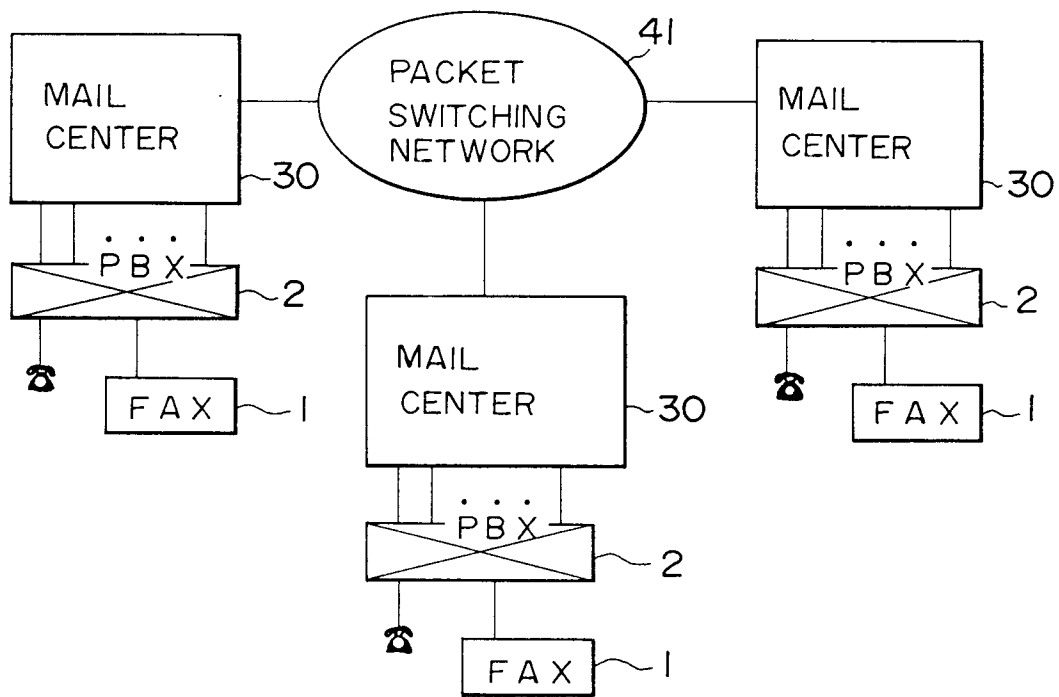 MAIL
CENTER
30
PBX
2
FAX
1
PACKET
SWITCHING
NETWORK
41
MAIL
CENTER
30
PBX
2
FAX
1
MAIL
CENTER
30
PBX
2
FAX
1